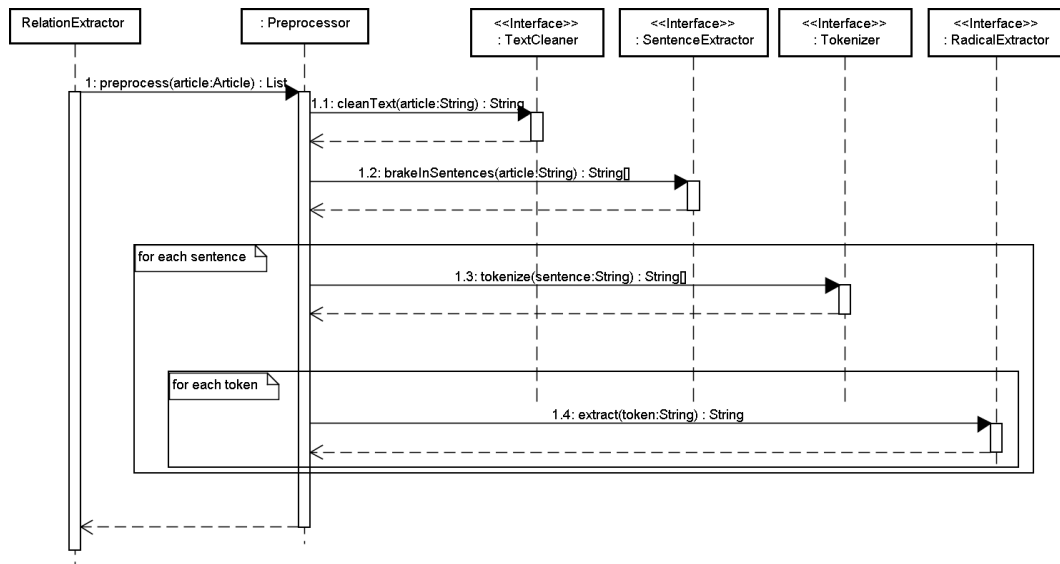 RelationExtractor
: Preprocessor
<<Interface>>
: TextCleaner
<<Interface>>
: SentenceExtractor
<<Interface>>
: Tokenizer
<<Interface>>
: RadicalExtractor
1: preprocess(article:Article) : List
1.1: cleanText(article:String) : String
1.2: brakeInSentences(article:String) : String[]
for each sentence
1.3: tokenize(sentence:String) : String[]
for each token
1.4: extract(token:String) : String